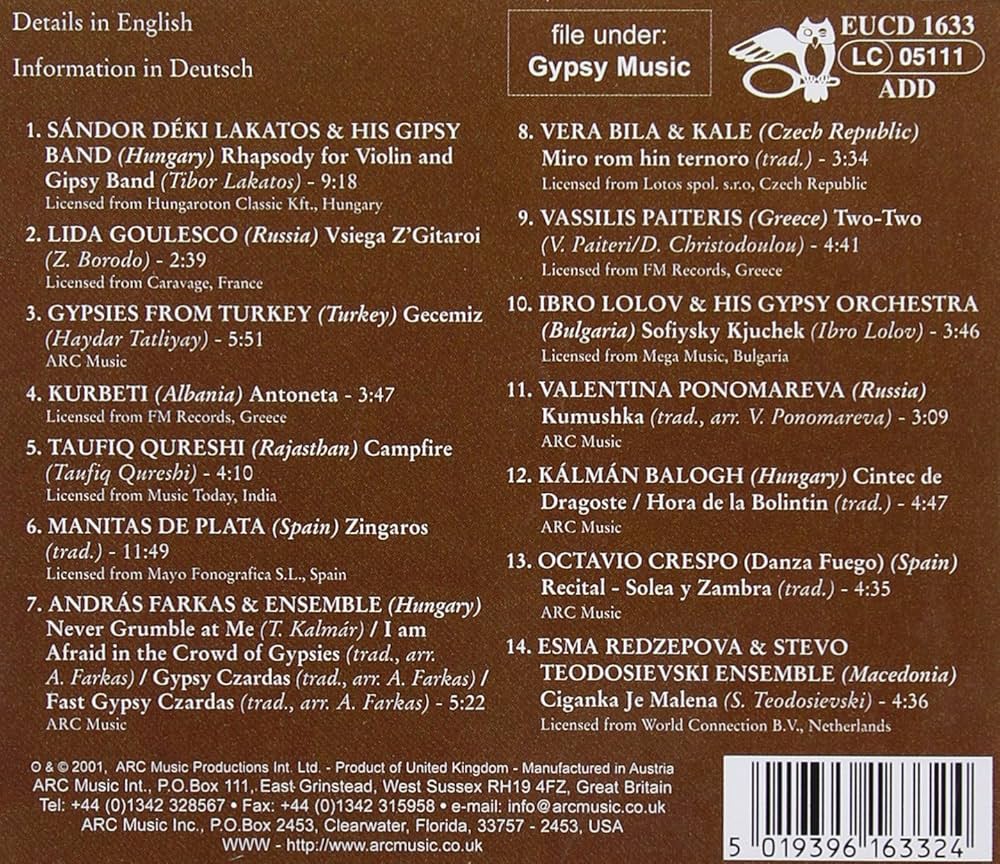 Details in English
Information in Deutsch
file under:
Gypsy Music
EUCD 1633
LC 05111
ADD
1. SÁNDOR DÉKI LAKATOS & HIS GIPSY
BAND (Hungary) Rhapsody for Violin and
Gipsy Band (Tibor Lakatos) - 9:18
Licensed from Hungaroton Classic Kft., Hungary
2. LIDA GOULESCO (Russia) Vsiega Z'Gitaroi
(Z. Borodo) - 2:39
Licensed from Caravage, France
3. GYPSIES FROM TURKEY (Turkey) Gecemiz
(Haydar Tatliyay) - 5:51
ARC Music
4. KURBETI (Albania) Antoneta - 3:47
Licensed from FM Records, Greece
5. TAUFIQ QURESHI (Rajasthan) Campfire
(Taufiq Qureshi) - 4:10
Licensed from Music Today, India
6. MANITAS DE PLATA (Spain) Zingaros
(trad.) - 11:49
Licensed from Mayo Fonografica S.L., Spain
7. ANDRÁS FARKAS & ENSEMBLE (Hungary)
Never Grumble at Me (T. Kalmár) / I am
Afraid in the Crowd of Gypsies (trad., arr.
A. Farkas) / Gypsy Czardas (trad., arr. A. Farkas) /
Fast Gypsy Czardas (trad., arr. A. Farkas) - 5:22
ARC Music
8. VERA BILA & KALE (Czech Republic)
Miro rom hin ternoro (trad.) - 3:34
Licensed from Lotos spol. s.r.o, Czech Republic
9. VASSILIS PAITERIS (Greece) Two-Two
(V. Paiteri/D. Christodoulou) - 4:41
Licensed from FM Records, Greece
10. IBRO LOLOV & HIS GYPSY ORCHESTRA
(Bulgaria) Sofiysky Kjuchek (Ibro Lolov) - 3:46
Licensed from Mega Music, Bulgaria
11. VALENTINA PONOMAREVA (Russia)
Kumushka (trad., arr. V. Ponomareva) - 3:09
ARC Music
12. KÁLMÁN BALOGH (Hungary) Cintec de
Dragoste / Hora de la Bolintin (trad.) - 4:47
ARC Music
13. OCTAVIO CRESPO (Danza Fuego) (Spain)
Recital - Solea y Zambra (trad.) - 4:35
ARC Music
14. ESMA REDZEPOVA & STEVO
TEODOSIEVSKI ENSEMBLE (Macedonia)
Ciganka Je Malena (S. Teodosievski) - 4:36
Licensed from World Connection B.V., Netherlands
℗ & © 2001, ARC Music Productions Int. Ltd. - Product of United Kingdom - Manufactured in Austria
ARC Music Int., P.O.Box 111, East Grinstead, West Sussex RH19 4FZ, Great Britain
Tel: +44 (0)1342 328567 • Fax: +44 (0)1342 315958 • e-mail: info@arcmusic.co.uk
ARC Music Inc., P.O.Box 2453, Clearwater, Florida, 33757 - 2453, USA
WWW - http://www.arcmusic.co.uk
5 019396 163324